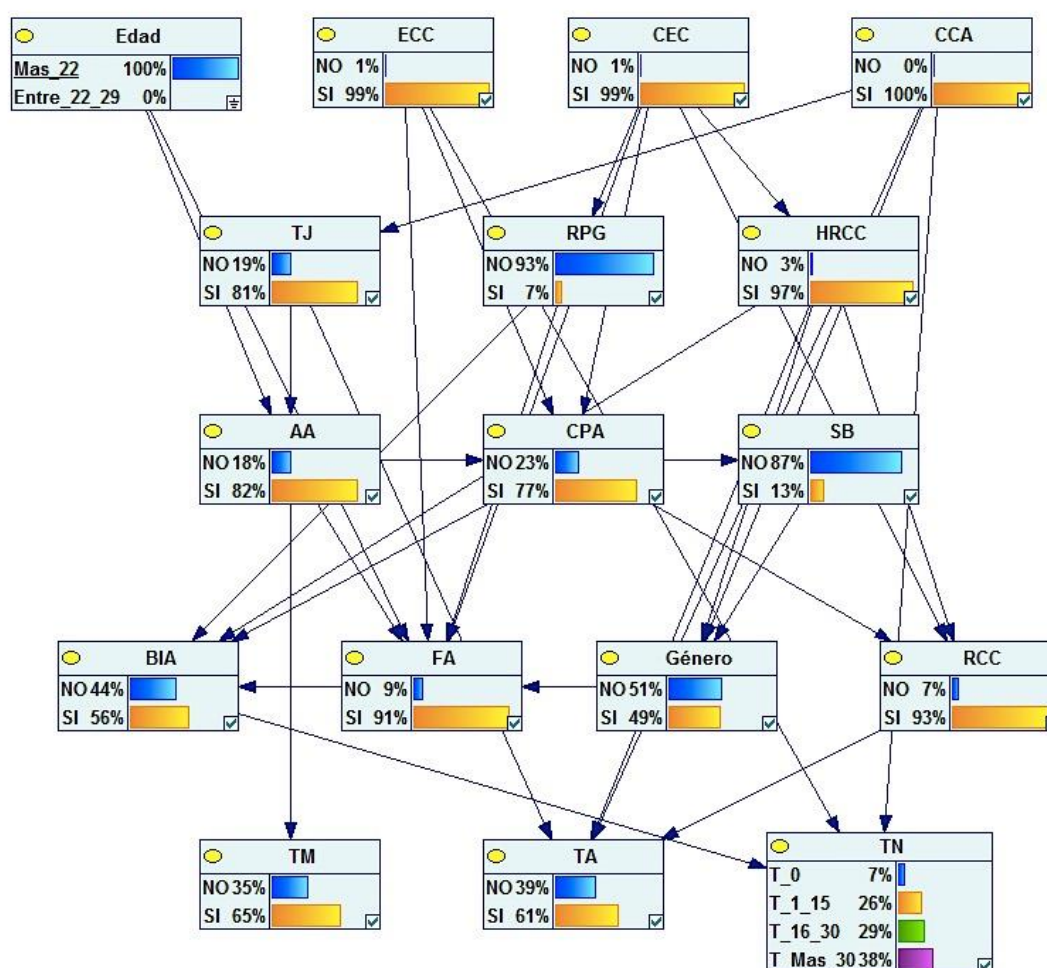 Edad
Mas_22 100%
Entre_22_29 0%
ECC
NO 1%
SI 99%
CEC
NO 1%
SI 99%
CCA
NO 0%
SI 100%
TJ
NO 19%
SI 81%
RPG
NO 93%
SI 7%
HRCC
NO 3%
SI 97%
AA
NO 18%
SI 82%
CPA
NO 23%
SI 77%
SB
NO 87%
SI 13%
BIA
NO 44%
SI 56%
FA
NO 9%
SI 91%
Género
NO 51%
SI 49%
RCC
NO 7%
SI 93%
TM
NO 35%
SI 65%
TA
NO 39%
SI 61%
TN
T_0 7%
T_1_15 26%
T_16_30 29%
T_Mas_30 38%